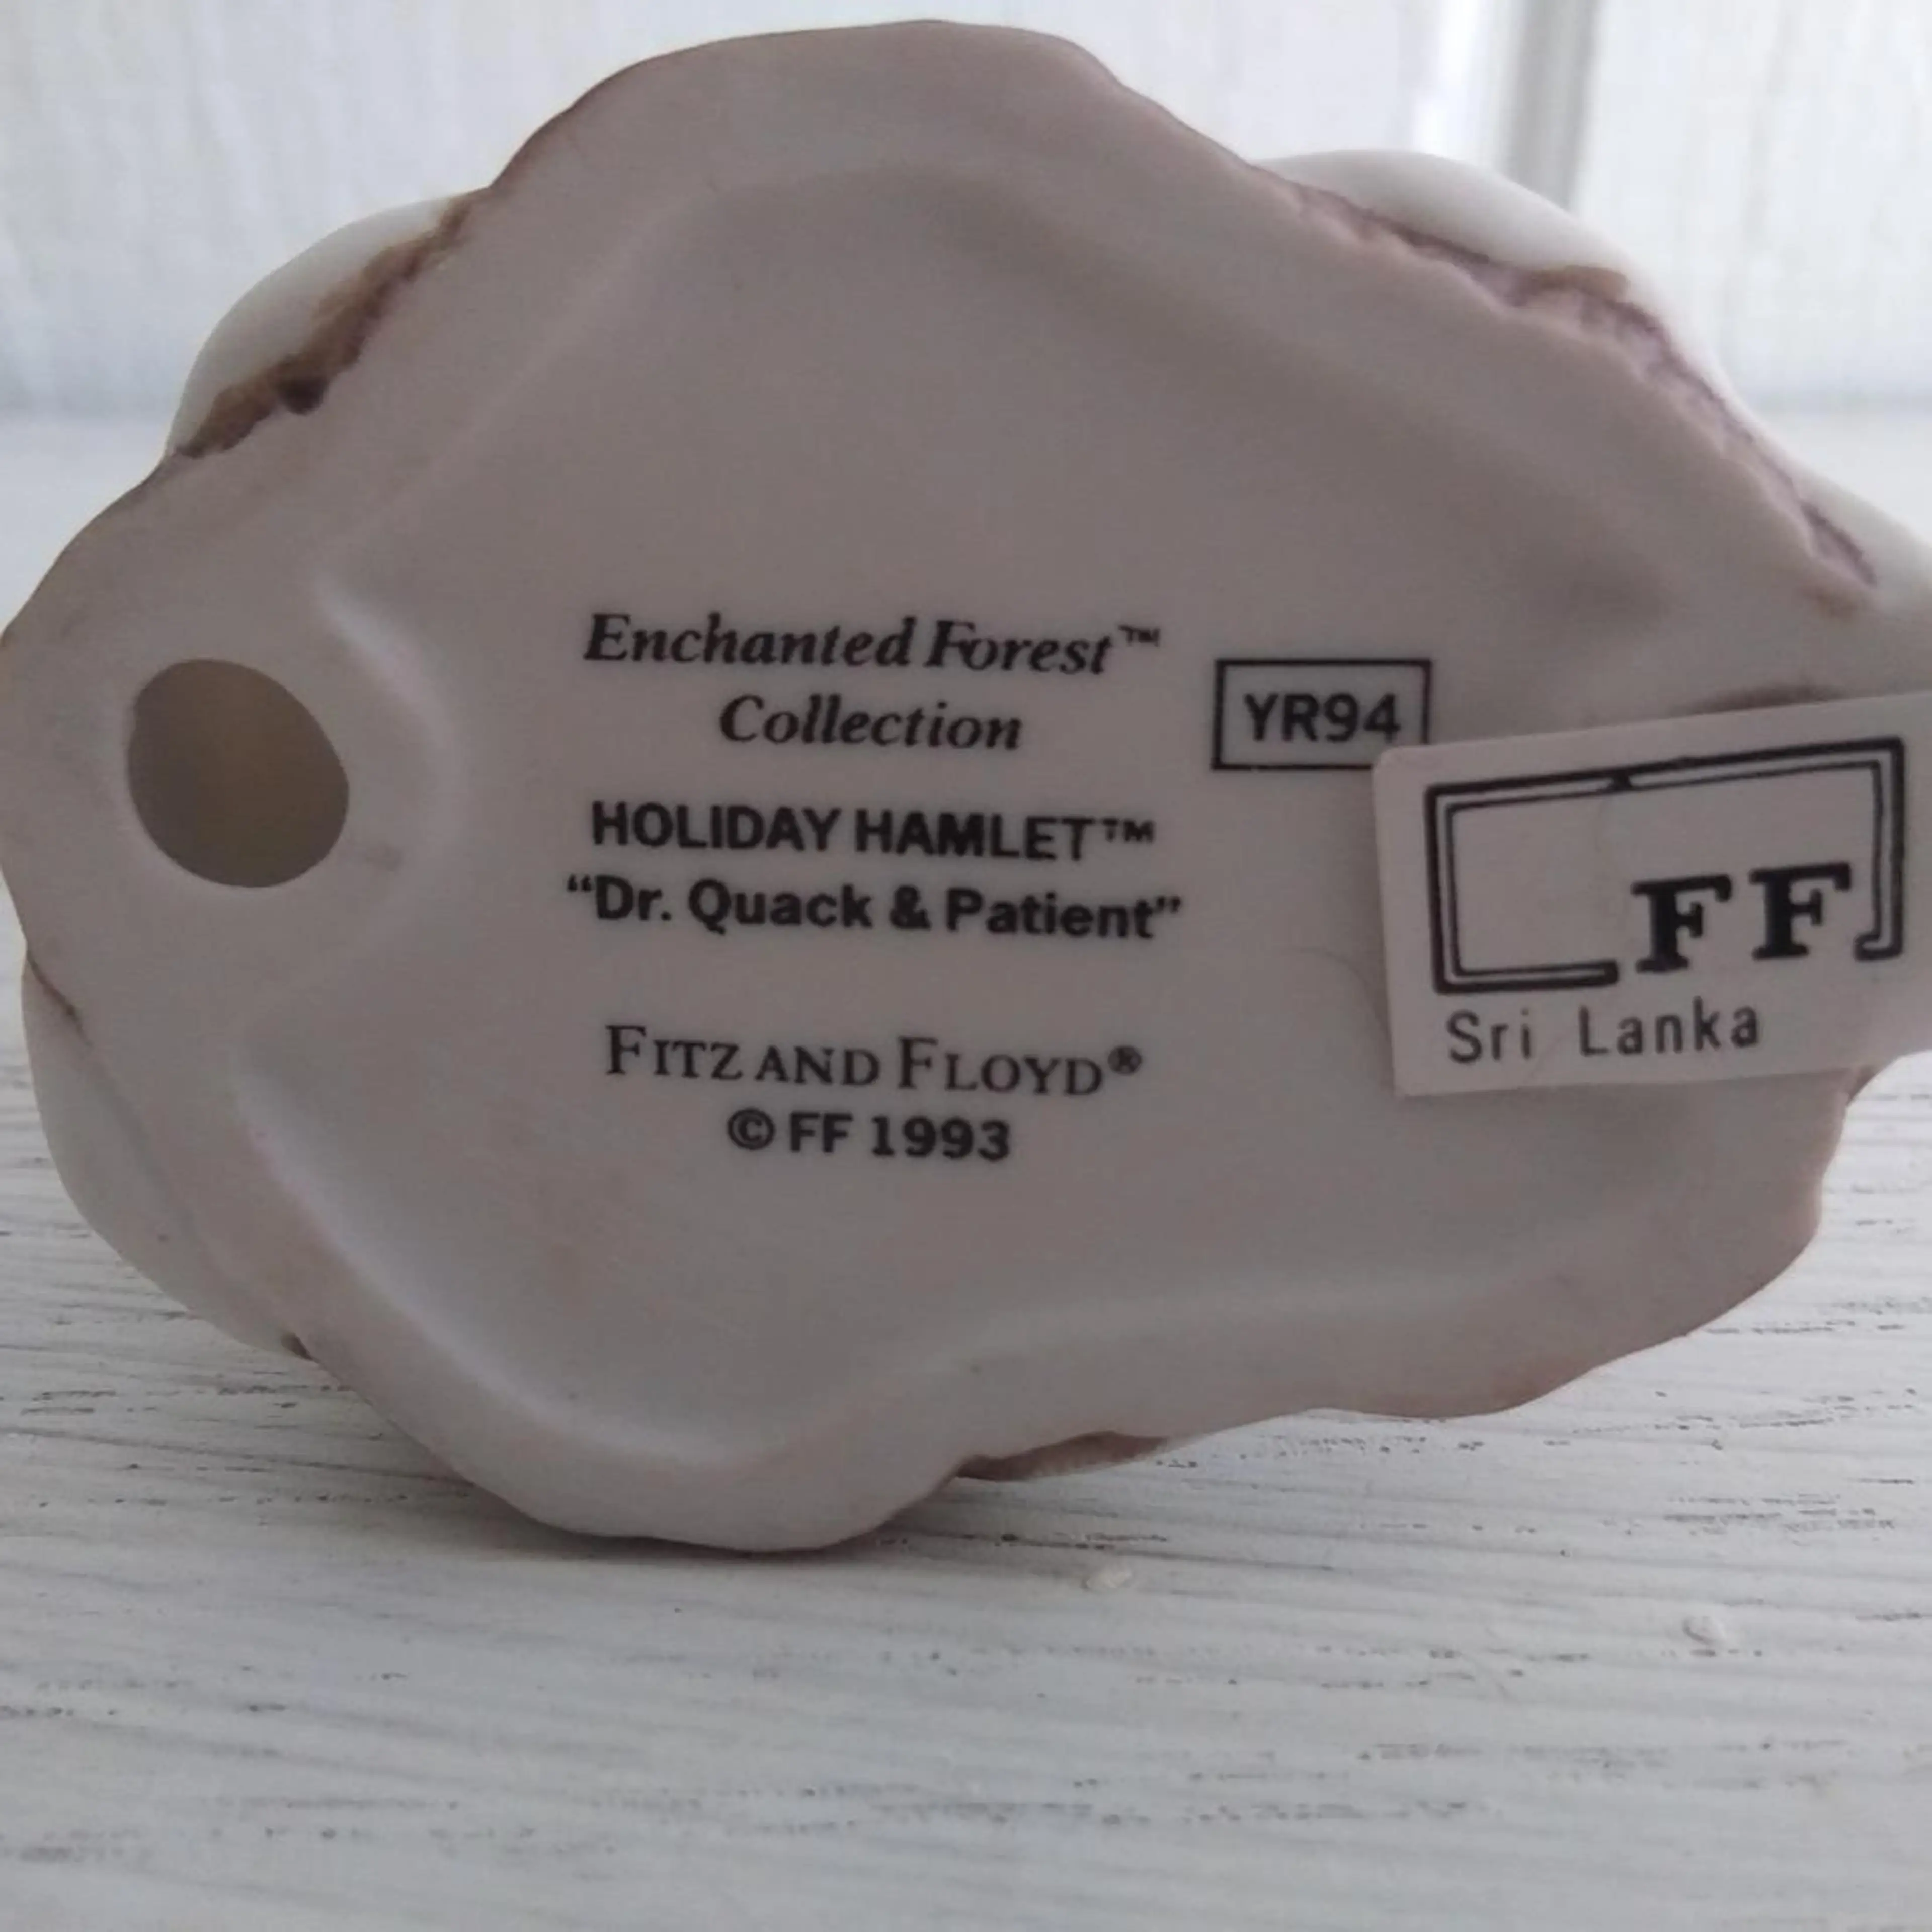 Enchanted Forest™
Collection
YR94
HOLIDAY HAMLET™
“Dr. Quack & Patient”
FITZ AND FLOYD®
© FF 1993
FF
Sri Lanka